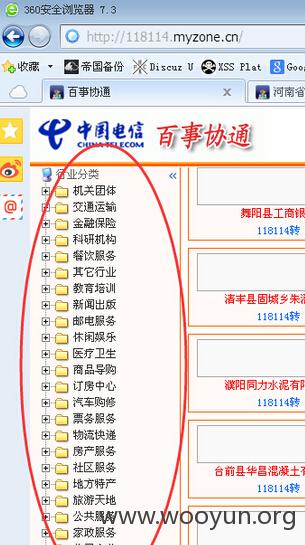 360安全浏览器 7.3
http://118114.myzone.cn/
收藏 帝国备份 Discuz U XSS Plat Goo
百事协通 河南省
中国电信 CHINA TELECOM 百事协通
行业分类
机关团体
交通运输
金融保险
科研机构
餐饮服务
其它行业
教育培训
新闻出版
邮电服务
休闲娱乐
医疗卫生
商品导购
订房中心
汽车购修
票务服务
物流快递
房产服务
社区服务
地方特产
旅游天地
公共服务
家政服务
舞阳县工商银
118114转
清丰县固城乡朱
118114转
濮阳同力水泥有
118114转
台前县华昌混凝土
118114转
www.wooyun.org